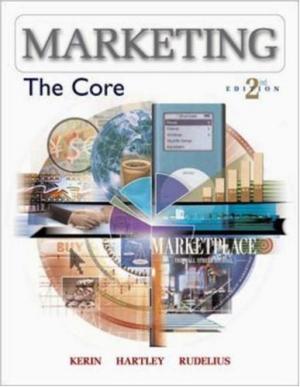 MARKETING
The Core
2nd
EDITION
BUY
MARKETPLACE
KERIN HARTLEY RUDELIUS